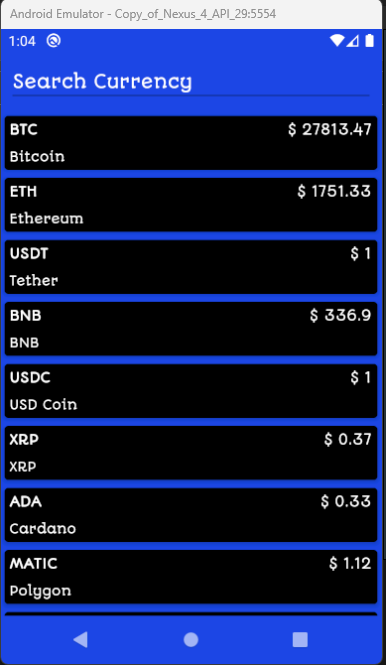 Android Emulator - Copy_of_Nexus_4_API_29:5554
1:04
Search Currency
BTC $ 27813.47
Bitcoin
ETH $ 1751.33
Ethereum
USDT $ 1
Tether
BNB $ 336.9
BNB
USDC $ 1
USD Coin
XRP $ 0.37
XRP
ADA $ 0.33
Cardano
MATIC $ 1.12
Polygon